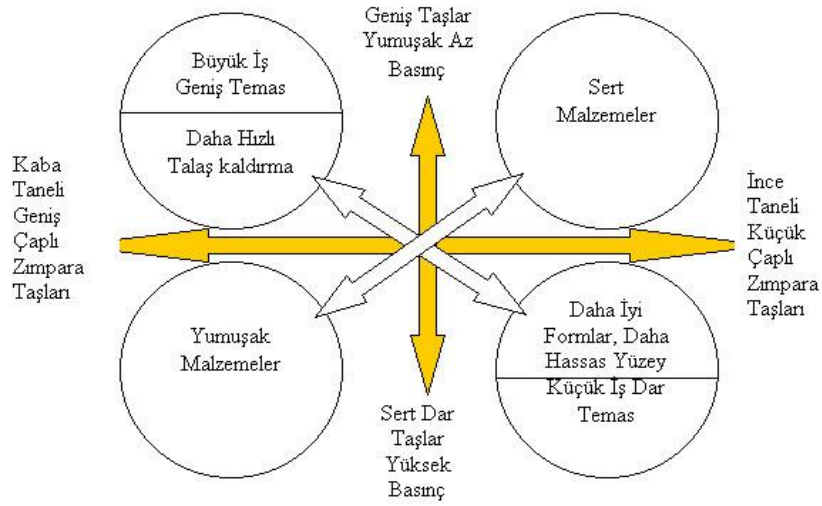 Geniş Taşlar
Yumuşak Az
Basınç
Büyük İş
Geniş Temas
Daha Hızlı
Talaş kaldırma
Sert
Malzemeler
Kaba
Taneli
Geniş
Çaplı
Zımpara
Taşları
İnce
Taneli
Küçük
Çaplı
Zımpara
Taşları
Yumuşak
Malzemeler
Daha İyi
Formlar, Daha
Hassas Yüzey
Küçük İş Dar
Temas
Sert Dar
Taşlar
Yüksek
Basınç